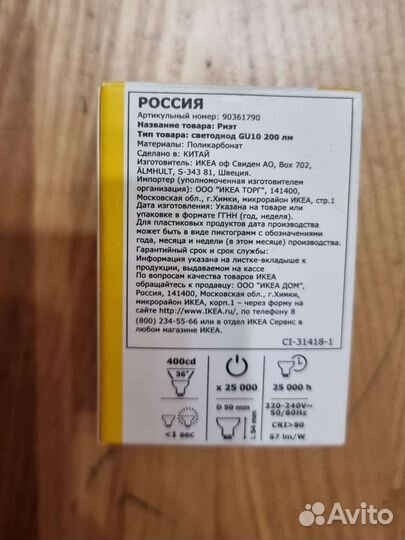 РОССИЯ
Артикульный номер: 90361790
Название товара: Риэт
Тип товара: светодиод GU10 200 лм
Материалы: Поликарбонат
Сделано в: КИТАЙ
Изготовитель: ИКЕА оф Свиден АО, Box 702,
ÄLMHULT, S-343 81, Швеция.
Импортер (уполномоченная изготовителем
организация): ООО "ИКЕА ТОРГ", 141400,
Московская обл., г.Химки, микрорайон ИКЕА, стр.1
Дата изготовления: Указана на товаре или
упаковке в формате ГГНН (год, неделя).
Для пластиковых продуктов дата производства
может быть в виде пиктограмм с обозначениями
года, месяца и недели (в этом месяце) производства.
Гарантийный срок и срок службы:
Информация указана на листке-вкладыше к
продукции, выдаваемом на кассе
По вопросам качества товаров ИКЕА
обращайтесь к продавцу: ООО "ИКЕА ДОМ",
Россия, 141400, Московская обл., г.Химки,
микрорайон ИКЕА, корп.1 – через форму на
сайте http://www.IKEA.ru/, по телефону 8
(800) 234-55-66 или в отдел ИКЕА Сервис в
любом магазине ИКЕА.
CI-31418-1
400cd
36°
x 25 000
25 000 h
<1 sec
D 50 mm
L 54 mm
220-240V~
50/60Hz
CRI>80
67 lm/W
Avito